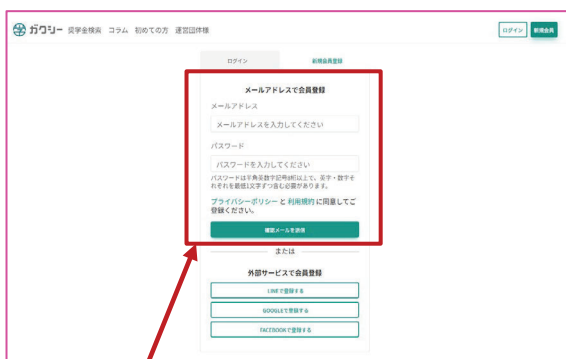 ガクシー 奨学金検索 コラム 初めての方 運営団体様 ログイン 新規会員
ログイン 新規会員登録
メールアドレスで会員登録
メールアドレス
メールアドレスを入力してください
パスワード
パスワードを入力してください
パスワードは半角英数字記号8桁以上で、英字・数字そ
れぞれを最低1文字ずつ含む必要があります。
プライバシーポリシー と 利用規約 に同意してご
登録ください。
確認メールを送信
または
外部サービスで会員登録
LINEで登録する
GOOGLEで登録する
FACEBOOKで登録する